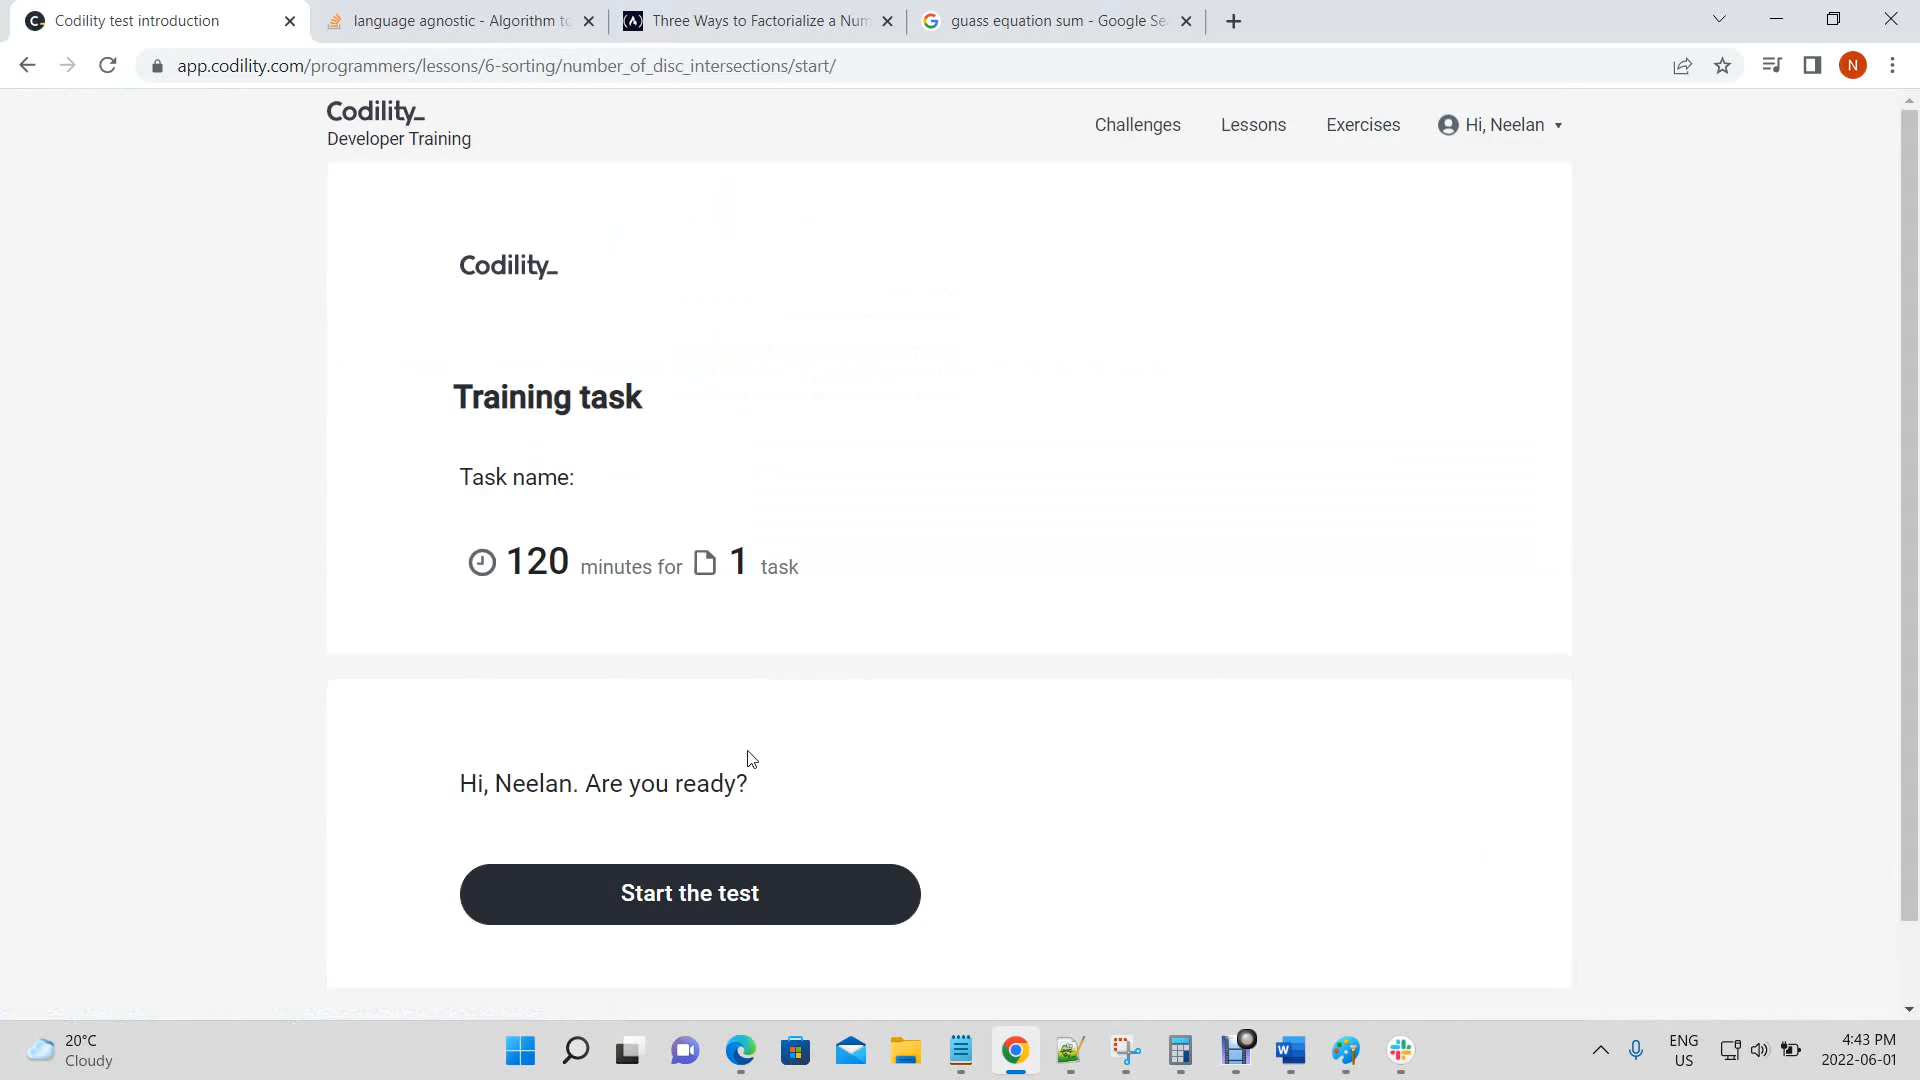 Codility test introduction
language agnostic - Algorithm to
Three Ways to Factorialize a Num
guass equation sum - Google Se
app.codility.com/programmers/lessons/6-sorting/number_of_disc_intersections/start/
N
Codility_
Developer Training
Challenges
Lessons
Exercises
Hi, Neelan
Codility_
Training task
Task name:
120 minutes for 1 task
Hi, Neelan. Are you ready?
Start the test
20°C
Cloudy
ENG
US
4:43 PM
2022-06-01